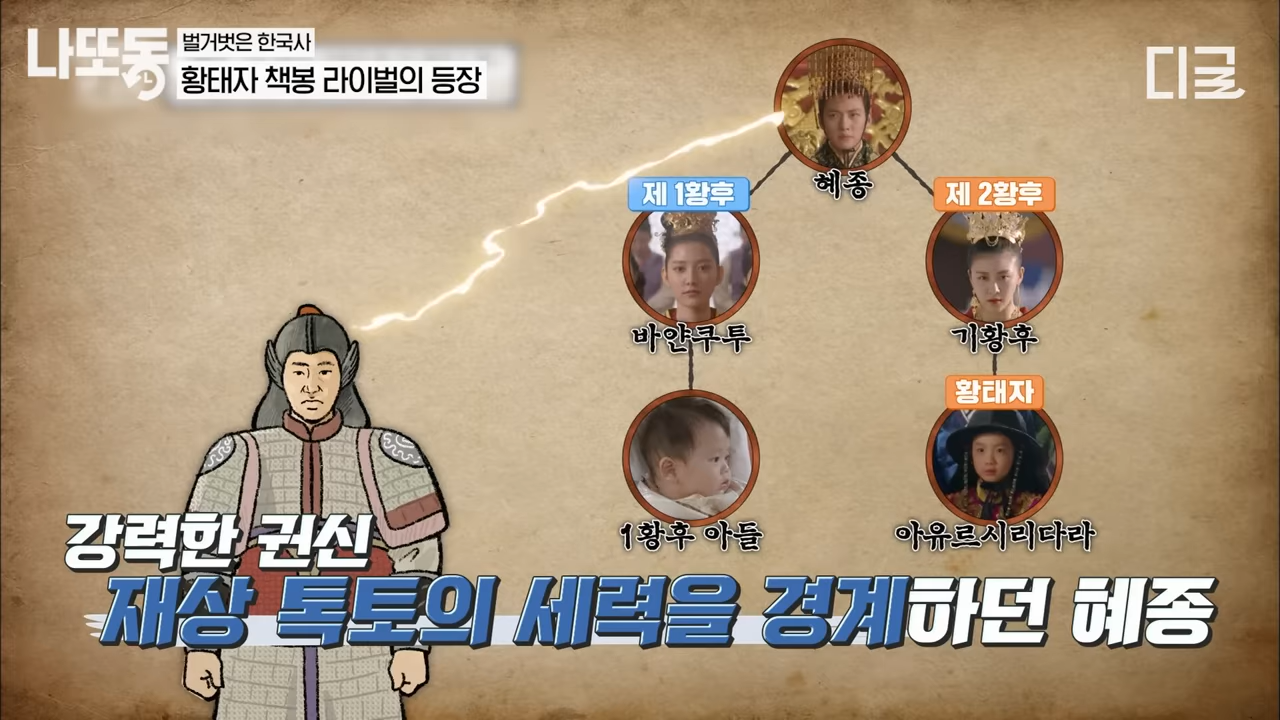 나또동
벌거벗은 한국사
황태자 책봉 라이벌의 등장
디글
혜종
제 1황후
제 2황후
바얀쿠투
기황후
황태자
1황후 아들
아유르시리다라
강력한 권신
재상 톡토의 세력을 경계하던 혜종